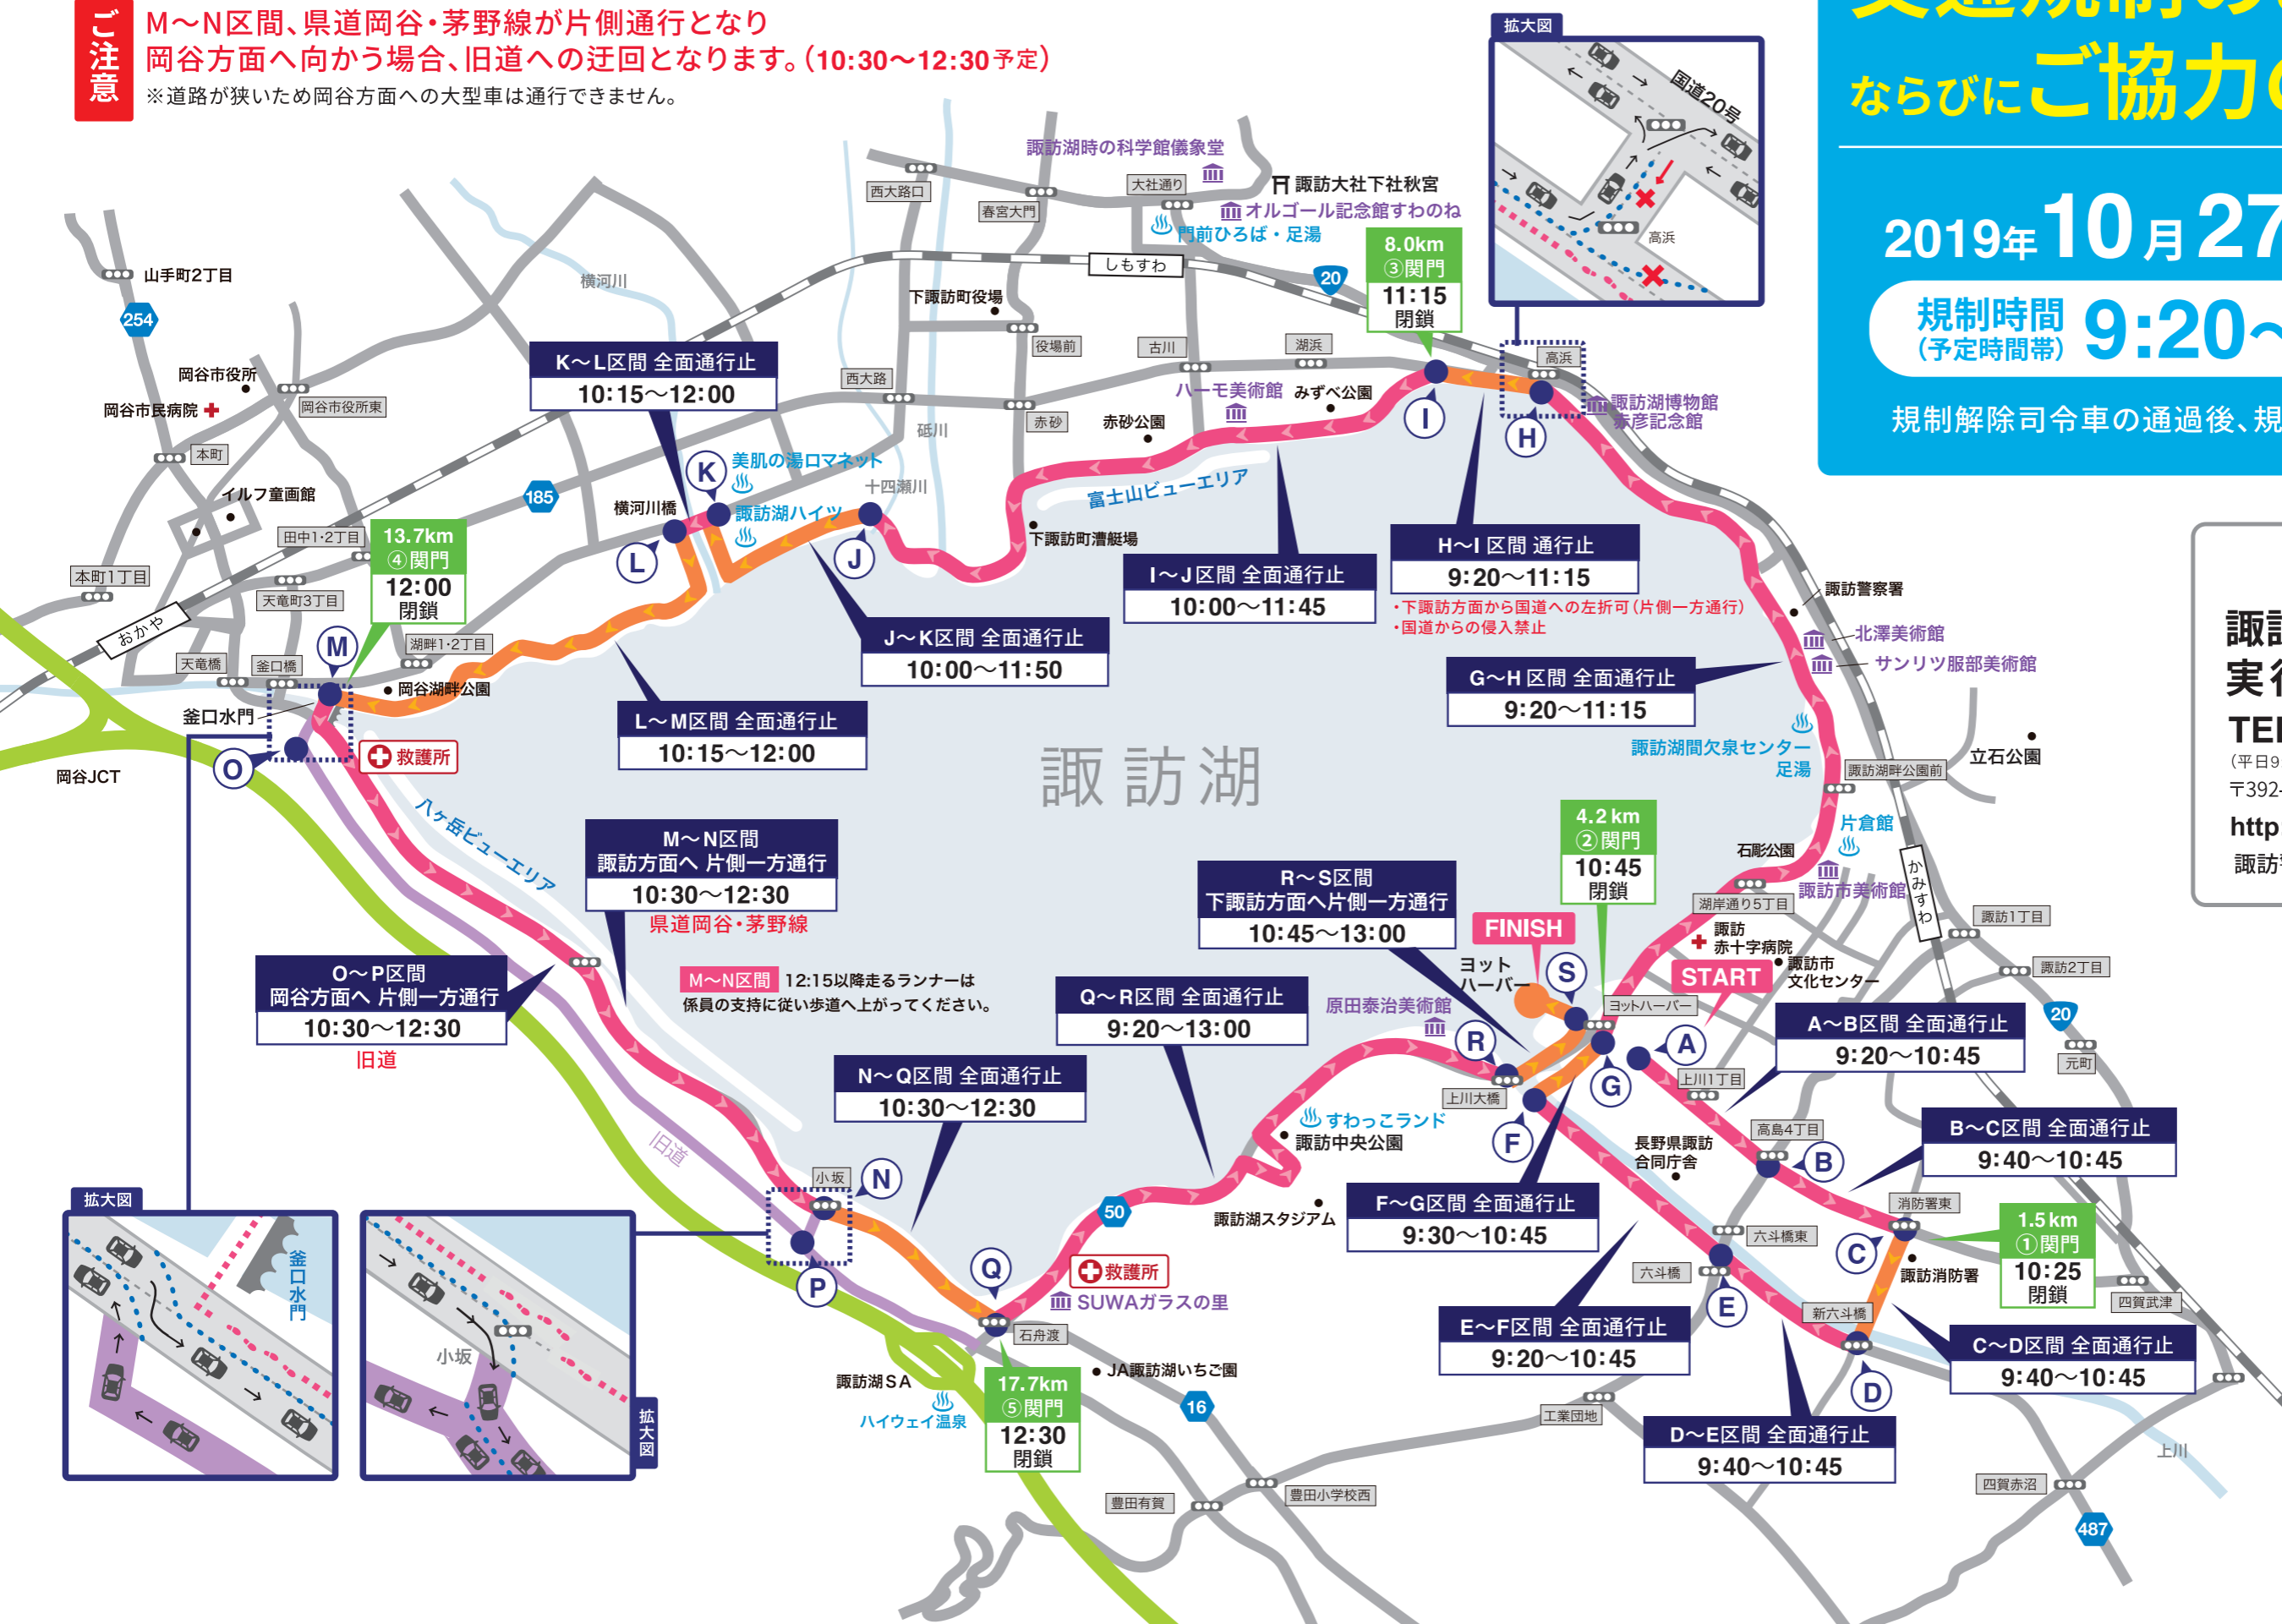 ご注意
M〜N区間、県道岡谷・茅野線が片側通行となり
岡谷方面へ向かう場合、旧道への迂回となります。（10:30〜12:30予定）
※道路が狭いため岡谷方面への大型車は通行できません。
ならびにご協力の
2019年10月27
規制時間
（予定時間帯）
9:20〜
規制解除司令車の通過後、規
拡大図
国道20号
高浜
諏訪湖時の科学館儀象堂
西大路口
春宮大門
大社通り
諏訪大社下社秋宮
オルゴール記念館すわのね
門前ひろば・足湯
しもすわ
20
8.0km
③関門
11:15
閉鎖
山手町2丁目
254
横河川
下諏訪町役場
役場前
古川
湖浜
高浜
K〜L区間 全面通行止
10:15〜12:00
西大路
ハーモ美術館
みずべ公園
I
H
諏訪湖博物館
赤彦記念館
岡谷市役所
岡谷市民病院
岡谷市役所東
本町
砥川
赤砂
赤砂公園
K
美肌の湯ロマネット
十四瀬川
富士山ビューエリア
イルフ童画館
185
横河川橋
諏訪湖ハイツ
L
J
下諏訪町漕艇場
田中1・2丁目
13.7km
④関門
12:00
閉鎖
本町1丁目
天竜町3丁目
おかや
I〜J区間 全面通行止
10:00〜11:45
H〜I 区間 通行止
9:20〜11:15
・下諏訪方面から国道への左折可（片側一方通行）
・国道からの侵入禁止
諏訪警察署
北澤美術館
サンリツ服部美術館
J〜K区間 全面通行止
10:00〜11:50
M
湖畔1・2丁目
天竜橋
釜口橋
岡谷湖畔公園
釜口水門
G〜H 区間 全面通行止
9:20〜11:15
L〜M区間 全面通行止
10:15〜12:00
O
救護所
岡谷JCT
諏訪湖
諏訪湖間欠泉センター
足湯
諏訪湖畔公園前
立石公園
八ヶ岳ビューエリア
M〜N区間
諏訪方面へ 片側一方通行
10:30〜12:30
県道岡谷・茅野線
4.2km
②関門
10:45
閉鎖
片倉館
石彫公園
諏訪市美術館
かみすわ
湖岸通り5丁目
諏訪1丁目
諏訪
赤十字病院
R〜S区間
下諏訪方面へ片側一方通行
10:45〜13:00
FINISH
START
ヨット
ハーバー
S
諏訪市
文化センター
諏訪2丁目
O〜P区間
岡谷方面へ 片側一方通行
10:30〜12:30
旧道
M〜N区間 12:15以降走るランナーは
係員の支持に従い歩道へ上がってください。
Q〜R区間 全面通行止
9:20〜13:00
原田泰治美術館
ヨットハーバー
R
A
G
A〜B区間 全面通行止
9:20〜10:45
20
元町
N〜Q区間 全面通行止
10:30〜12:30
上川1丁目
上川大橋
F
すわっこランド
諏訪中央公園
高島4丁目
B
B〜C区間 全面通行止
9:40〜10:45
長野県諏訪
合同庁舎
旧道
小坂
N
50
諏訪湖スタジアム
F〜G区間 全面通行止
9:30〜10:45
消防署東
1.5km
①関門
10:25
閉鎖
六斗橋東
C
諏訪消防署
六斗橋
E
新六斗橋
四賀武津
P
Q
救護所
SUWAガラスの里
石舟渡
E〜F区間 全面通行止
9:20〜10:45
C〜D区間 全面通行止
9:40〜10:45
D
諏訪湖SA
ハイウェイ温泉
17.7km
⑤関門
12:30
閉鎖
JA諏訪湖いちご園
16
工業団地
D〜E区間 全面通行止
9:40〜10:45
上川
四賀赤沼
487
豊田有賀
豊田小学校西
拡大図
釜口水門
小坂
拡大図
実
TE
（平日9
〒392-
http
諏訪